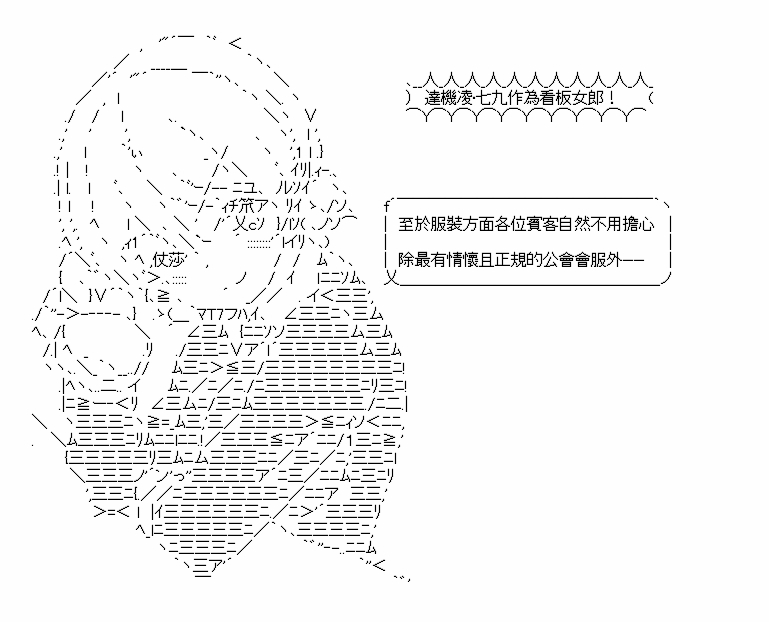 達機凌·七九作為看板女郎！
至於服裝方面各位賓客自然不用擔心
除最有情懷且正規的公會會服外——